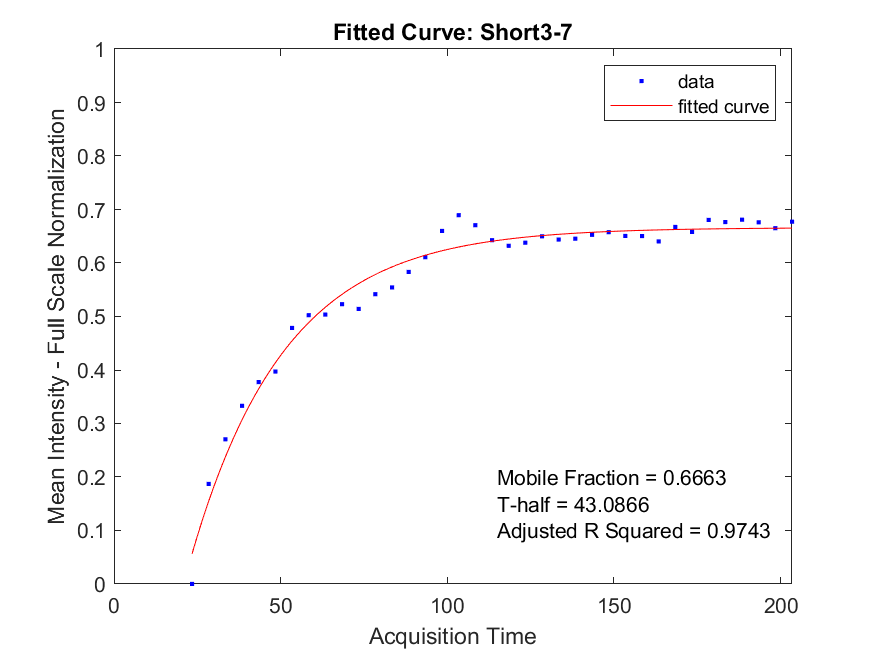 Fitted Curve: Short3-7
1
0.9
0.8
0.7
0.6
0.5
0.4
0.3
0.2
0.1
0
Mean Intensity - Full Scale Normalization
data
fitted curve
Mobile Fraction = 0.6663
T-half = 43.0866
Adjusted R Squared = 0.9743
0 50 100 150 200
Acquisition Time